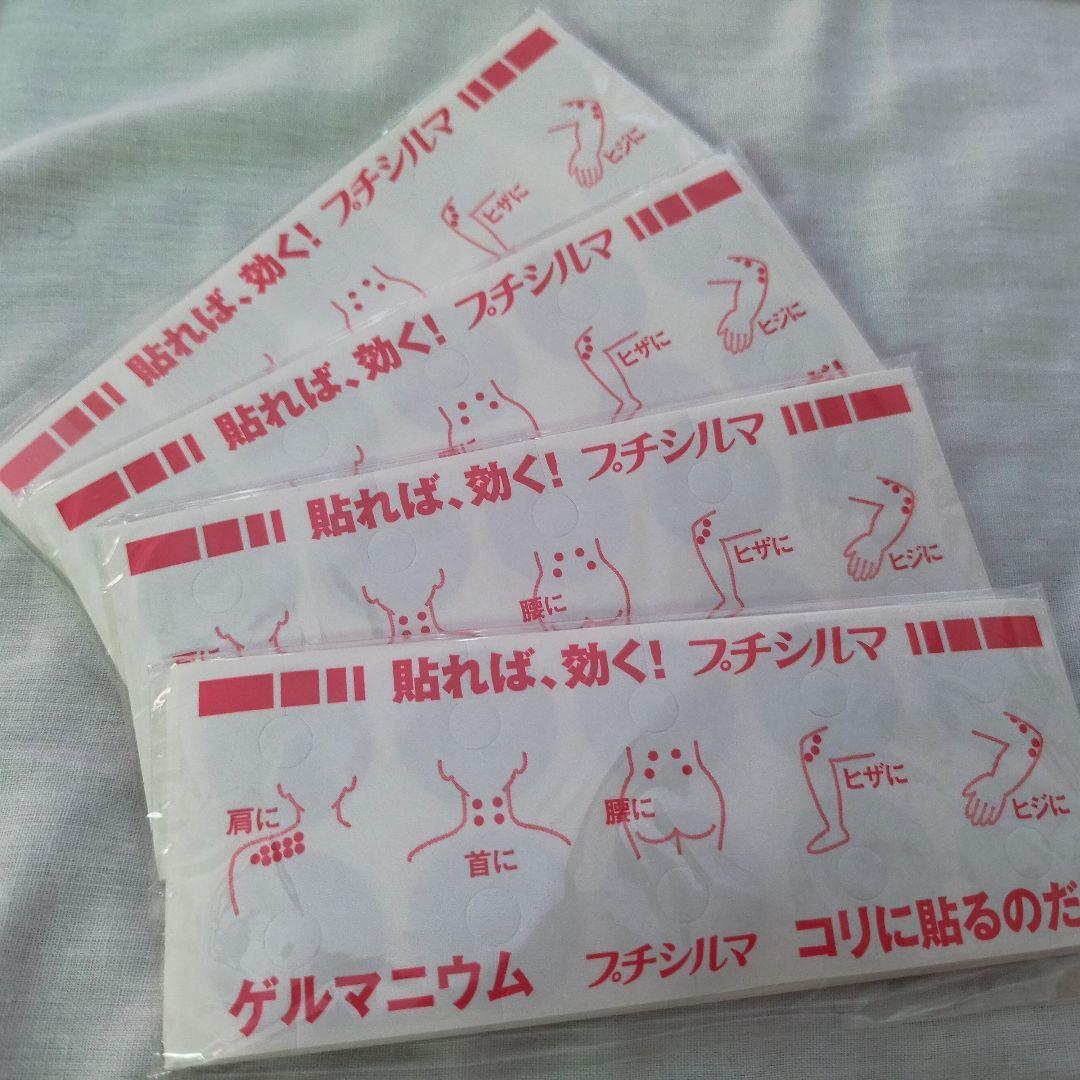 貼れば、効く! プチシルマ
ヒジに
ヒザに
貼れば、効く! プチシルマ
ヒジに
ヒザに
貼れば、効く! プチシルマ
ヒジに
ヒザに
腰に
貼れば、効く! プチシルマ
肩に
首に
腰に
ヒザに
ヒジに
ゲルマニウム プチシルマ コリに貼るのだ